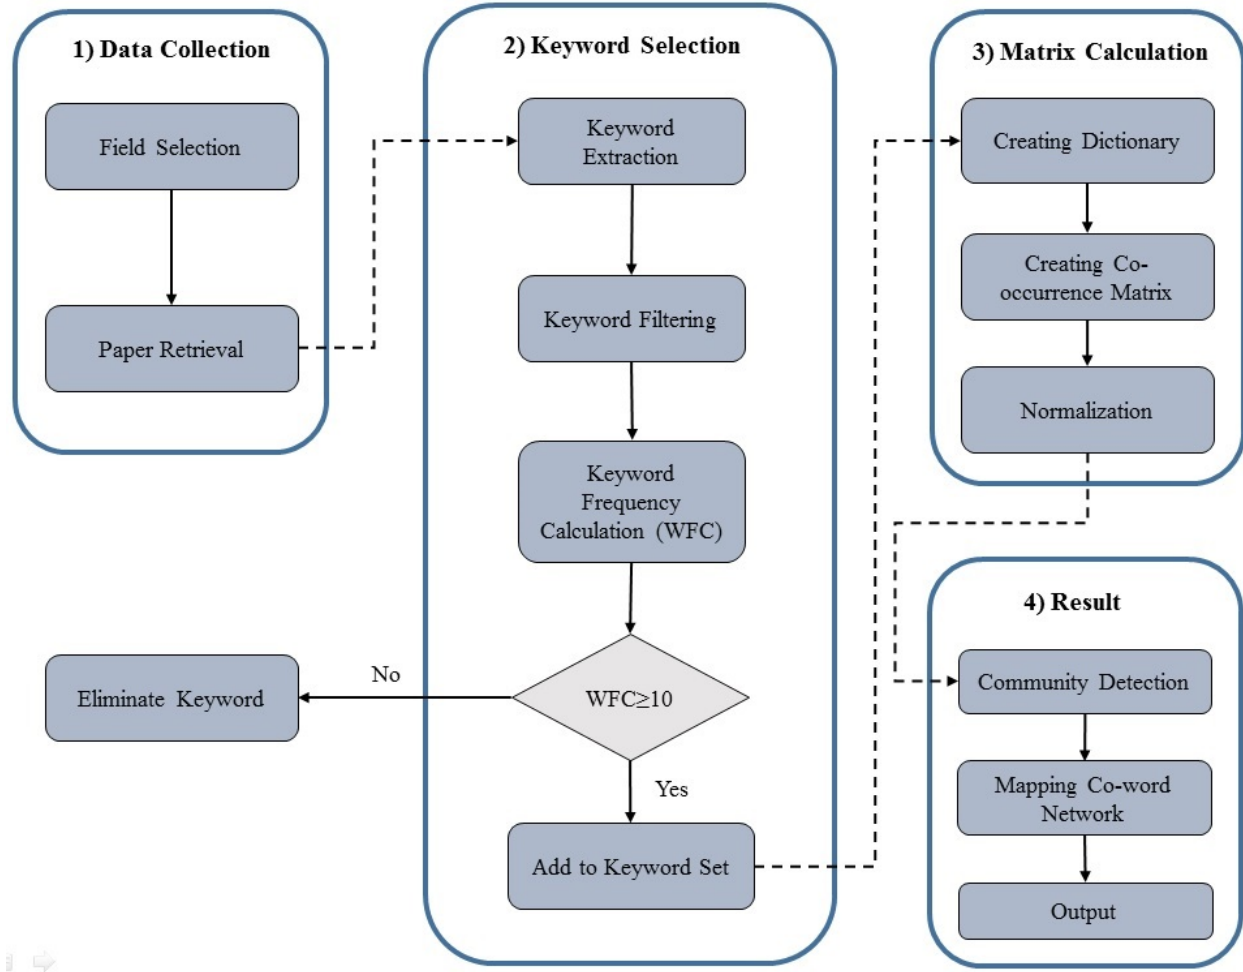 1) Data Collection
Field Selection
Paper Retrieval
2) Keyword Selection
Keyword
Extraction
Keyword Filtering
Keyword
Frequency
Calculation (WFC)
WFC≥10
No
Eliminate Keyword
Yes
Add to Keyword Set
3) Matrix Calculation
Creating Dictionary
Creating Co-
occurrence Matrix
Normalization
4) Result
Community Detection
Mapping Co-word
Network
Output